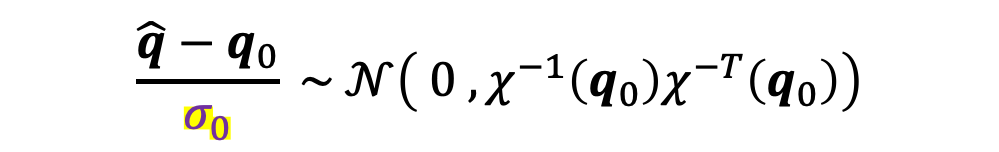 (q̂ − q₀) / σ₀ ~ 𝒩( 0 , χ⁻¹(q₀)χ⁻ᵀ(q₀))